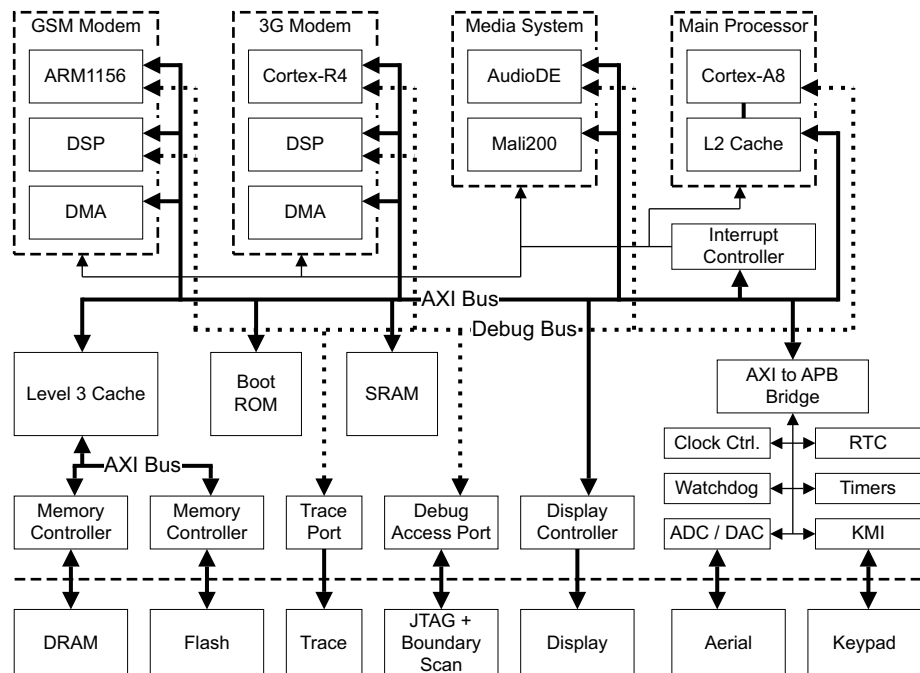 GSM Modem
3G Modem
Media System
Main Processor
ARM1156
Cortex-R4
AudioDE
Cortex-A8
DSP
DSP
Mali200
L2 Cache
DMA
DMA
Interrupt
Controller
AXI Bus
Debug Bus
Level 3 Cache
Boot
ROM
SRAM
AXI to APB
Bridge
Clock Ctrl.
RTC
AXI Bus
Watchdog
Timers
Memory
Controller
Memory
Controller
Trace
Port
Debug
Access Port
Display
Controller
ADC / DAC
KMI
DRAM
Flash
Trace
JTAG +
Boundary
Scan
Display
Aerial
Keypad